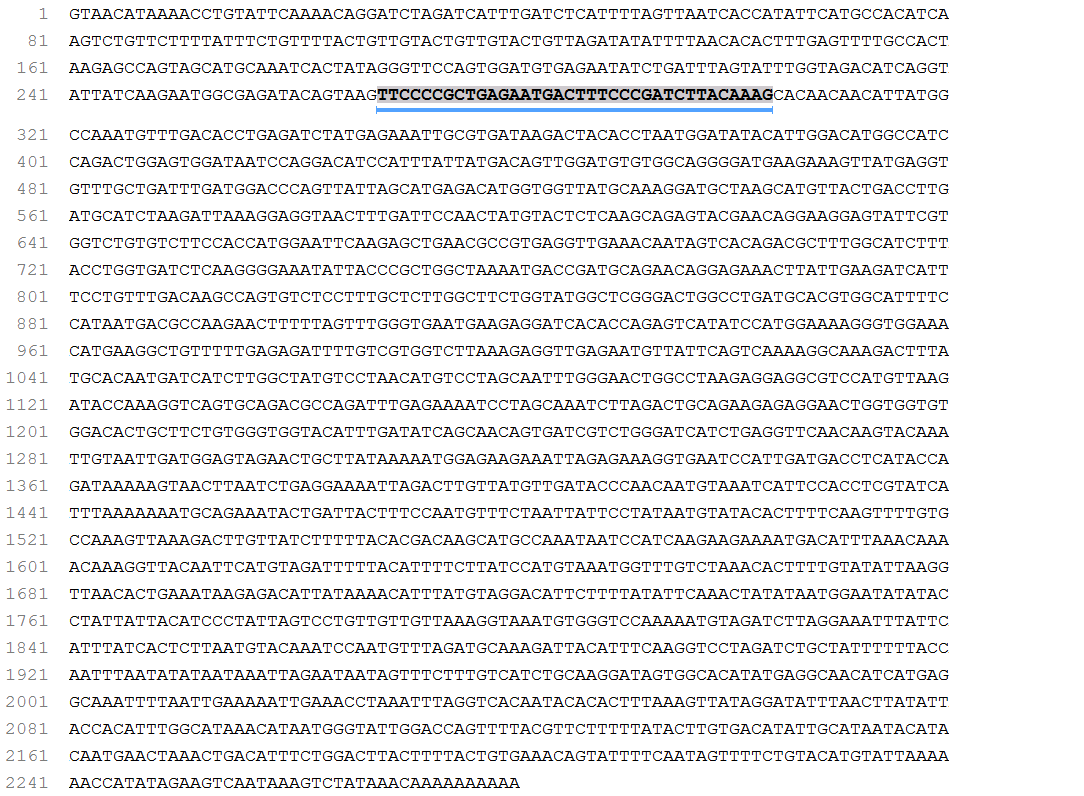 1 GTAACATAAAACCTGTATTCAAAACAGGATCTAGATCATTTGATCTCATTTTAGTTAATCACCATATTCATGCCACATCA
81 AGTCTGTTCTTTTATTTCTGTTTTACTGTTGTACTGTTGTACTGTTAGATATATTTTAACACACTTTGAGTTTTGCCACT
161 AAGAGCCAGTAGCATGCAAATCACTATAGGGTTCCAGTGGATGTGAGAATATCTGATTTAGTATTTGGTAGACATCAGGT
241 ATTATCAAGAATGGCGAGATACAGTAAGTTCCCCCGCTGAGAATGACTTTCCCGATCTTACAAAGCACAACAACATTATGG
321 CCAAATGTTTGACACCTGAGATCTATGAGAAATTGCGTGATAAGACTACACCTAATGGATATACATTGGACATGGCCATC
401 CAGACTGGAGTGGATAATCCAGGACATCCATTTATTATGACAGTTGGATGTGTGGCAGGGGATGAAGAAAGTTATGAGGT
481 GTTTGCTGATTTGATGGACCCAGTTATTAGCATGAGACATGGTGGTTATGCAAAGGATGCTAAGCATGTTACTGACCTTG
561 ATGCATCTAAGATTAAAGGAGGTAACTTTGATTCCAACTATGTACTCTCAAGCAGAGTACGAACAGGAAGGAGTATTCGT
641 GGTCTGTGTCTTCCACCATGGAATTCAAGAGCTGAACGCCGTGAGGTTGAAACAATAGTCACAGACGCTTTGGCATCTTT
721 ACCTGGTGATCTCAAGGGGAAATATTACCCGCTGGCTAAAATGACCGATGCAGAACAGGAGAAACTTATTGAAGATCATT
801 TCCTGTTTGACAAGCCAGTGTCTCCTTTGCTCTTGGCTTCTGGTATGGCTCGGGACTGGCCTGATGCACGTGGCATTTTC
881 CATAATGACGCCAAGAACTTTTTAGTTTGGGTGAATGAAGAGGATCACACCAGAGTCATATCCATGGAAAAGGGTGGAAA
961 CATGAAGGCTGTTTTTGAGAGATTTTGTCGTGGTCTTAAAGAGGTTGAGAATGTTATTCAGTCAAAAGGCAAAGACTTTA
1041 TGCACAATGATCATCTTGGCTATGTCCTAACATGTCCTAGCAATTTGGGAACTGGCCTAAGAGGAGGCGTCCATGTTAAG
1121 ATACCAAAGGTCAGTGCAGACGCCAGATTTGAGAAAATCCTAGCAAATCTTAGACTGCAGAAGAGAGGAACTGGTGGTGT
1201 GGACACTGCTTCTGTGGGTGGTACATTTGATATCAGCAACAGTGATCGTCTGGGATCATCTGAGGTTCAACAAGTACAAA
1281 TTGTAATTGATGGAGTAGAACTGCTTATAAAAATGGAGAAGAAATTAGAGAAAGGTGAATCCATTGATGACCTCATACCA
1361 GATAAAAAGTAACTTAATCTGAGGAAAATTAGACTTGTTATGTTGATACCCAACAATGTAAATCATTCCACCTCGTATCA
1441 TTTAAAAAAATGCAGAAATACTGATTACTTTCCAATGTTTCTAATTATTCCTATAATGTATACACTTTTCAAGTTTTGTG
1521 CCAAAGTTAAAGACTTGTTATCTTTTTACACGACAAGCATGCCAAATAATCCATCAAGAAGAAAATGACATTTAAACAAA
1601 ACAAAGGTTACAATTCATGTAGATTTTTACATTTTCTTATCCATGTAAATGGTTTGTCTAAACACTTTTGTATATTAAGG
1681 TTAACACTGAAATAAGAGACATTATAAAACATTTATGTAGGACATTCTTTTATATTCAAACTATATAATGGAATATATAC
1761 CTATTATTACATCCCTATTAGTCCTGTTGTTGTTAAAGGTAAATGTGGGTCCAAAAATGTAGATCTTAGGAAATTTATTC
1841 ATTTATCACTCTTAATGTACAAATCCAATGTTTAGATGCAAAGATTACATTTCAAGGTCCTAGATCTGCTATTTTTTACC
1921 AATTTAATATATAATAAATTAGAATAATAGTTTCTTTGTCATCTGCAAGGATAGTGGCACATATGAGGCAACATCATGAG
2001 GCAAATTTTAATTGAAAAATTGAAACCTAAATTTAGGTCACAATACACACTTTAAAGTTATAGGATATTTAACTTATATT
2081 ACCACATTTGGCATAAACATAATGGGTATTGGACCAGTTTTACGTTCTTTTTATACTTGTGACATATTGCATAATACATA
2161 CAATGAACTAAACTGACATTTCTGGACTTACTTTTACTGTGAAACAGTATTTTCAATAGTTTTCTGTACATGTATTAAAA
2241 AACCATATAGAAGTCAATAAAGTCTATAAACAAAAAAAAAA